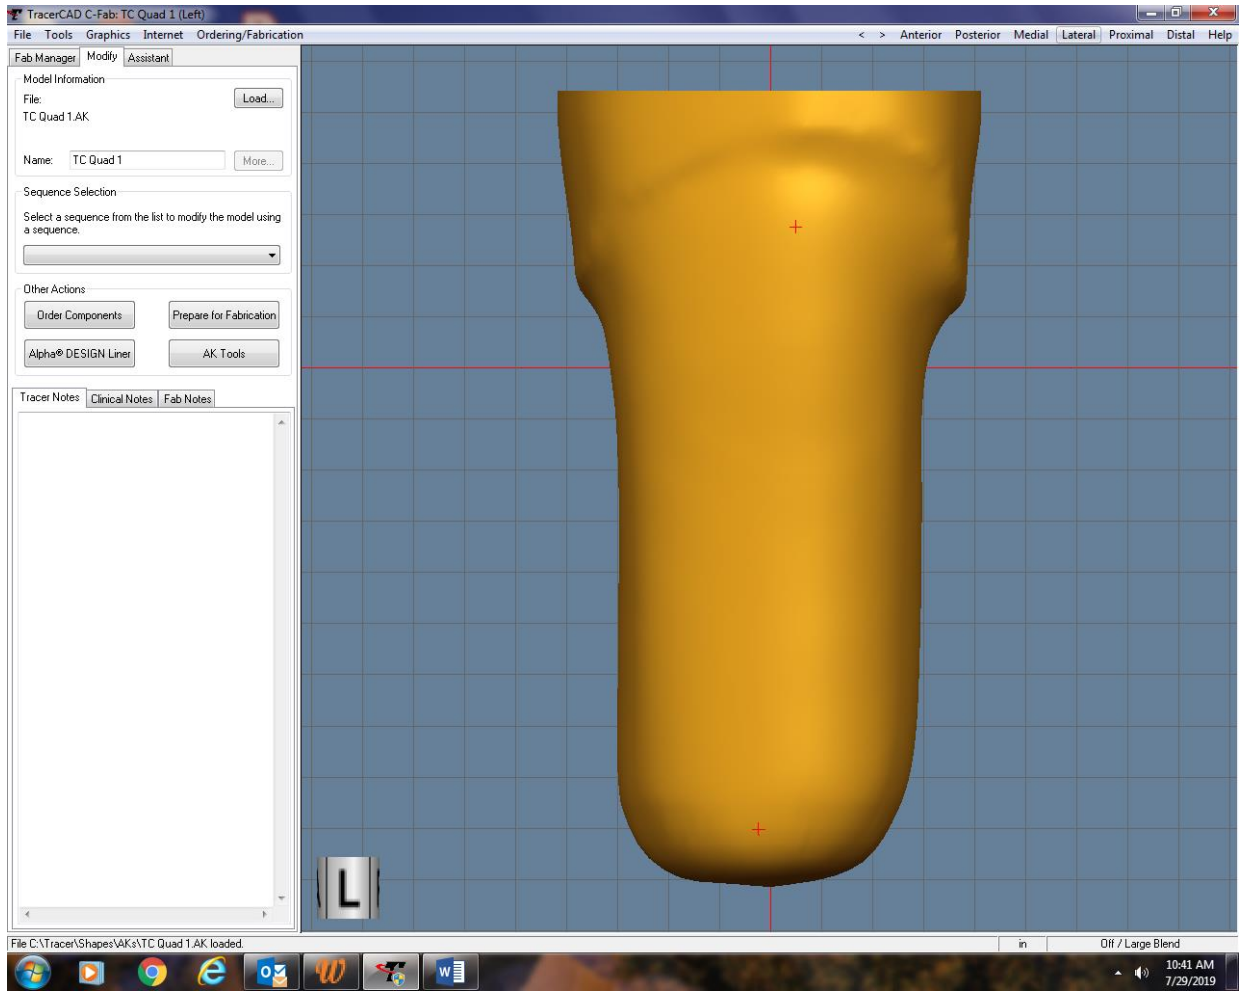 TracerCAD C-Fab: TC Quad 1 (Left)
File Tools Graphics Internet Ordering/Fabrication < > Anterior Posterior Medial Lateral Proximal Distal Help
Fab Manager Modify Assistant
Model Information
File: Load...
TC Quad 1.AK
Name: TC Quad 1 More...
Sequence Selection
Select a sequence from the list to modify the model using
a sequence.
Other Actions
Order Components Prepare for Fabrication
Alpha® DESIGN Liner AK Tools
Tracer Notes Clinical Notes Fab Notes
L
File C:\Tracer\Shapes\AKs\TC Quad 1.AK loaded. in Off / Large Blend
10:41 AM
7/29/2019